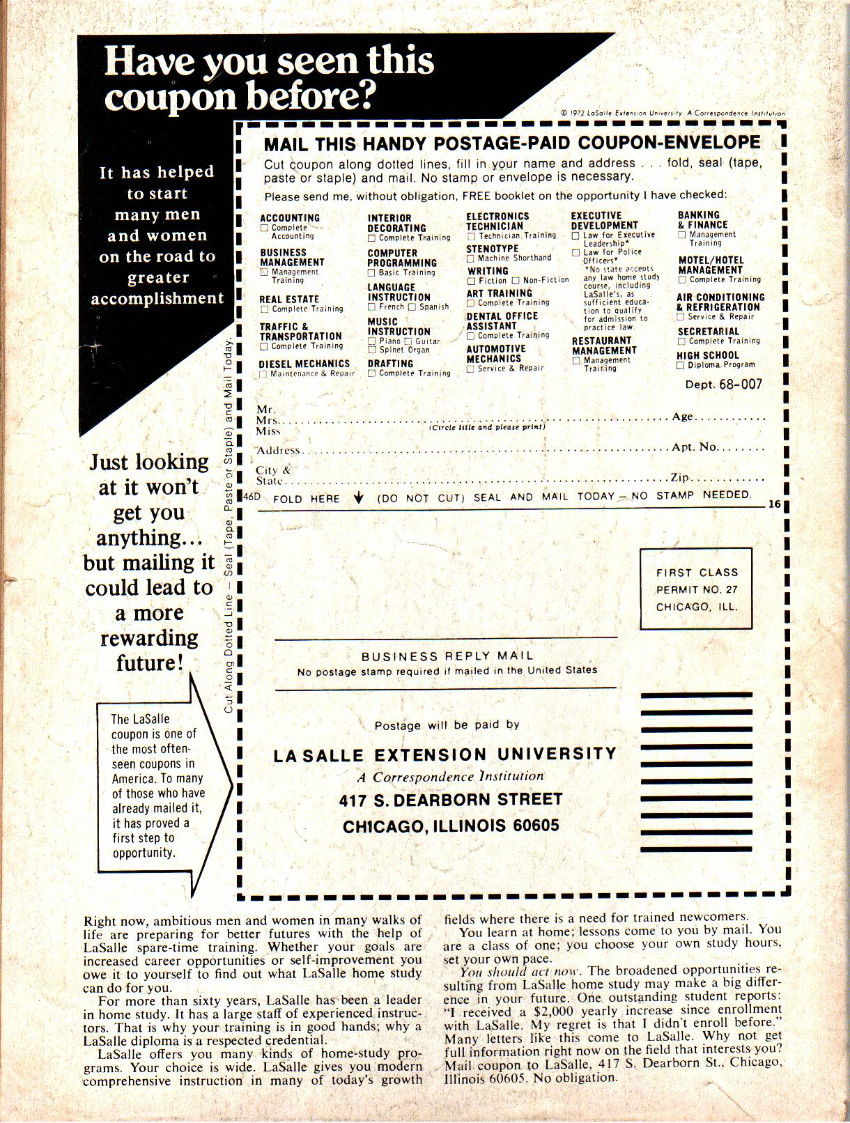 Have you seen this
coupon before?
© 1972 LaSalle Extension University A Correspondence Institution
It has helped
to start
many men
and women
on the road to
greater
accomplishment
MAIL THIS HANDY POSTAGE-PAID COUPON-ENVELOPE
Cut coupon along dotted lines, fill in your name and address . . . fold, seal (tape,
paste or staple) and mail. No stamp or envelope is necessary.
Please send me, without obligation, FREE booklet on the opportunity I have checked:
ACCOUNTING
☐ Complete
Accounting
BUSINESS
MANAGEMENT
☐ Management
Training
REAL ESTATE
☐ Complete Training
TRAFFIC &
TRANSPORTATION
☐ Complete Training
DIESEL MECHANICS
☐ Maintenance & Repair
INTERIOR
DECORATING
☐ Complete Training
COMPUTER
PROGRAMMING
☐ Basic Training
LANGUAGE
INSTRUCTION
☐ French ☐ Spanish
MUSIC
INSTRUCTION
☐ Piano ☐ Guitar
☐ Spinet Organ
DRAFTING
☐ Complete Training
ELECTRONICS
TECHNICIAN
☐ Technician Training
STENOTYPE
☐ Machine Shorthand
WRITING
☐ Fiction ☐ Non-Fiction
ART TRAINING
☐ Complete Training
DENTAL OFFICE
ASSISTANT
☐ Complete Training
AUTOMOTIVE
MECHANICS
☐ Service & Repair
EXECUTIVE
DEVELOPMENT
☐ Law for Executive
Leadership*
☐ Law for Police
Officers*
*No state accepts
any law home study
course, including
LaSalle's, as
sufficient educa-
tion to qualify
for admission to
practice law.
RESTAURANT
MANAGEMENT
☐ Management
Training
BANKING
& FINANCE
☐ Management
Training
MOTEL/HOTEL
MANAGEMENT
☐ Complete Training
AIR CONDITIONING
& REFRIGERATION
☐ Service & Repair
SECRETARIAL
☐ Complete Training
HIGH SCHOOL
☐ Diploma Program
Dept. 68-007
Mr.
Mrs. Age
Miss (Circle title and please print)
Address Apt. No.
City &
State Zip
46D FOLD HERE ↓ (DO NOT CUT) SEAL AND MAIL TODAY – NO STAMP NEEDED. 16
Cut Along Dotted Line — Seal (Tape, Paste or Staple) and Mail Today.
Just looking
at it won't
get you
anything...
but mailing it
could lead to
a more
rewarding
future!
The LaSalle
coupon is one of
the most often-
seen coupons in
America. To many
of those who have
already mailed it,
it has proved a
first step to
opportunity.
FIRST CLASS
PERMIT NO. 27
CHICAGO, ILL.
BUSINESS REPLY MAIL
No postage stamp required if mailed in the United States
Postage will be paid by
LA SALLE EXTENSION UNIVERSITY
A Correspondence Institution
417 S. DEARBORN STREET
CHICAGO, ILLINOIS 60605
Right now, ambitious men and women in many walks of
life are preparing for better futures with the help of
LaSalle spare-time training. Whether your goals are
increased career opportunities or self-improvement you
owe it to yourself to find out what LaSalle home study
can do for you.
For more than sixty years, LaSalle has been a leader
in home study. It has a large staff of experienced instruc-
tors. That is why your training is in good hands; why a
LaSalle diploma is a respected credential.
LaSalle offers you many kinds of home-study pro-
grams. Your choice is wide. LaSalle gives you modern
comprehensive instruction in many of today's growth
fields where there is a need for trained newcomers.
You learn at home; lessons come to you by mail. You
are a class of one; you choose your own study hours,
set your own pace.
You should act now. The broadened opportunities re-
sulting from LaSalle home study may make a big differ-
ence in your future. One outstanding student reports:
"I received a $2,000 yearly increase since enrollment
with LaSalle. My regret is that I didn't enroll before."
Many letters like this come to LaSalle. Why not get
full information right now on the field that interests you?
Mail coupon to LaSalle, 417 S. Dearborn St., Chicago,
Illinois 60605. No obligation.